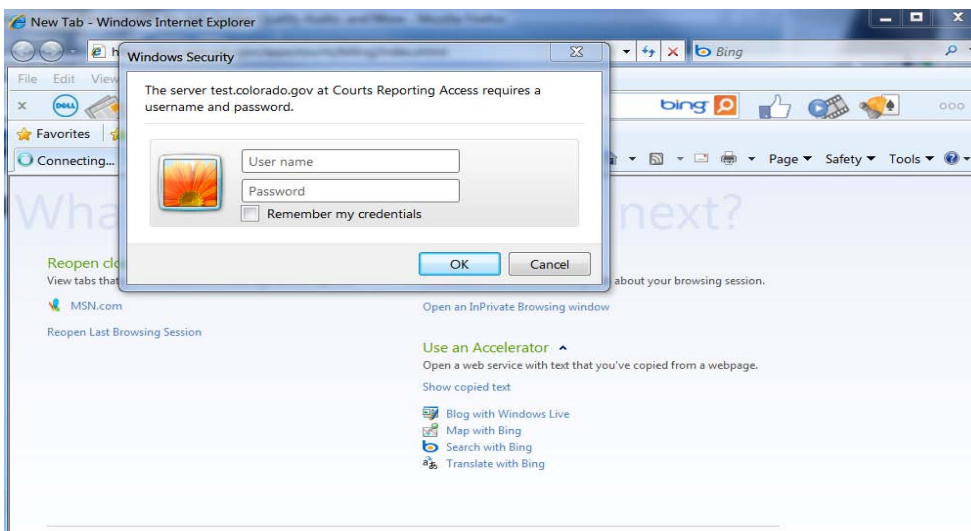 New Tab - Windows Internet Explorer
h
Bing
Windows Security
The server test.colorado.gov at Courts Reporting Access requires a
username and password.
User name
Password
Remember my credentials
OK
Cancel
File Edit View
DELL
bing
Favorites
Connecting...
Page Safety Tools
Wha
next?
Reopen clo
View tabs that
about your browsing session.
MSN.com
Open an InPrivate Browsing window
Reopen Last Browsing Session
Use an Accelerator
Open a web service with text that you've copied from a webpage.
Show copied text
Blog with Windows Live
Map with Bing
Search with Bing
Translate with Bing